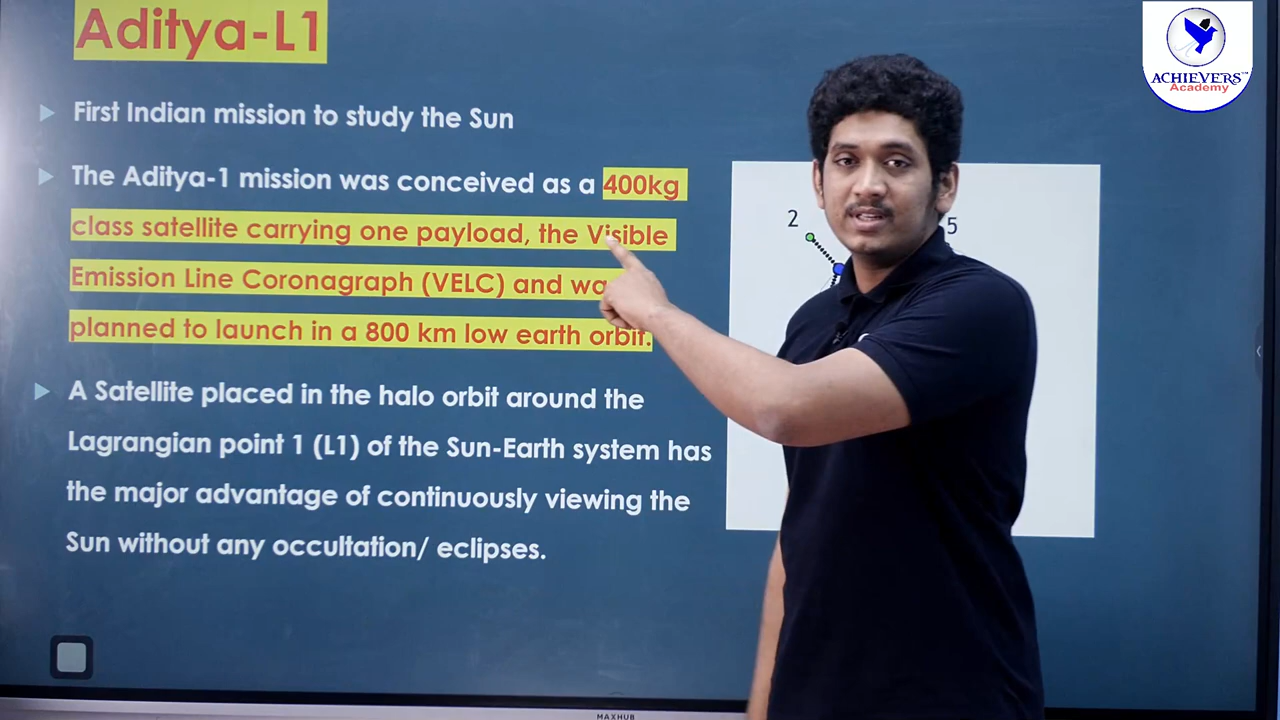 Aditya-L1
First Indian mission to study the Sun
The Aditya-1 mission was conceived as a 400kg
class satellite carrying one payload, the Visible
Emission Line Coronagraph (VELC) and wa
planned to launch in a 800 km low earth orbit.
A Satellite placed in the halo orbit around the
Lagrangian point 1 (L1) of the Sun-Earth system has
the major advantage of continuously viewing the
Sun without any occultation/ eclipses.
2
5
ACHIEVERS™
Academy
MAXHUB